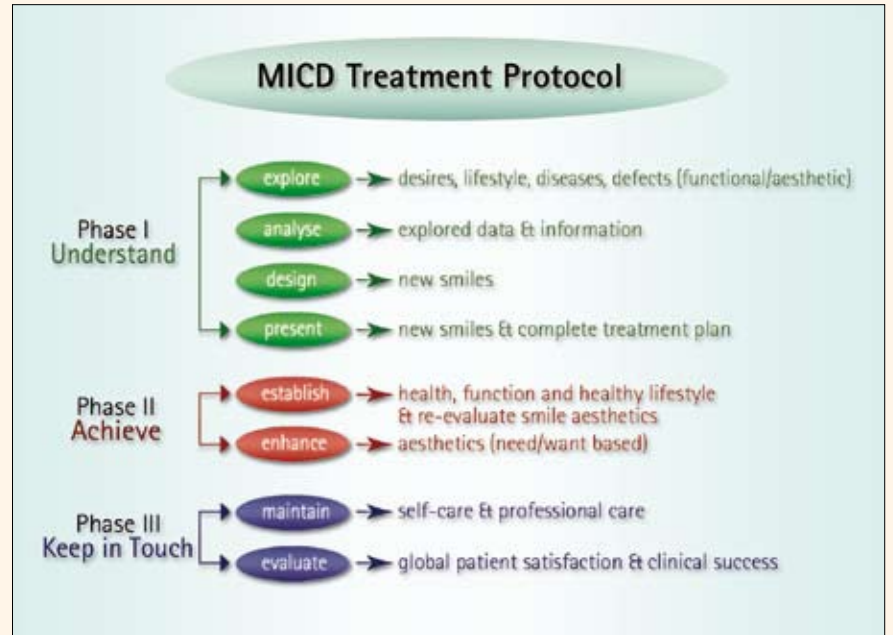 MICD Treatment Protocol
Phase I
Understand
explore
desires, lifestyle, diseases, defects (functional/aesthetic)
analyse
explored data & information
design
new smiles
present
new smiles & complete treatment plan
Phase II
Achieve
establish
health, function and healthy lifestyle
& re-evaluate smile aesthetics
enhance
aesthetics (need/want based)
Phase III
Keep in Touch
maintain
self-care & professional care
evaluate
global patient satisfaction & clinical success